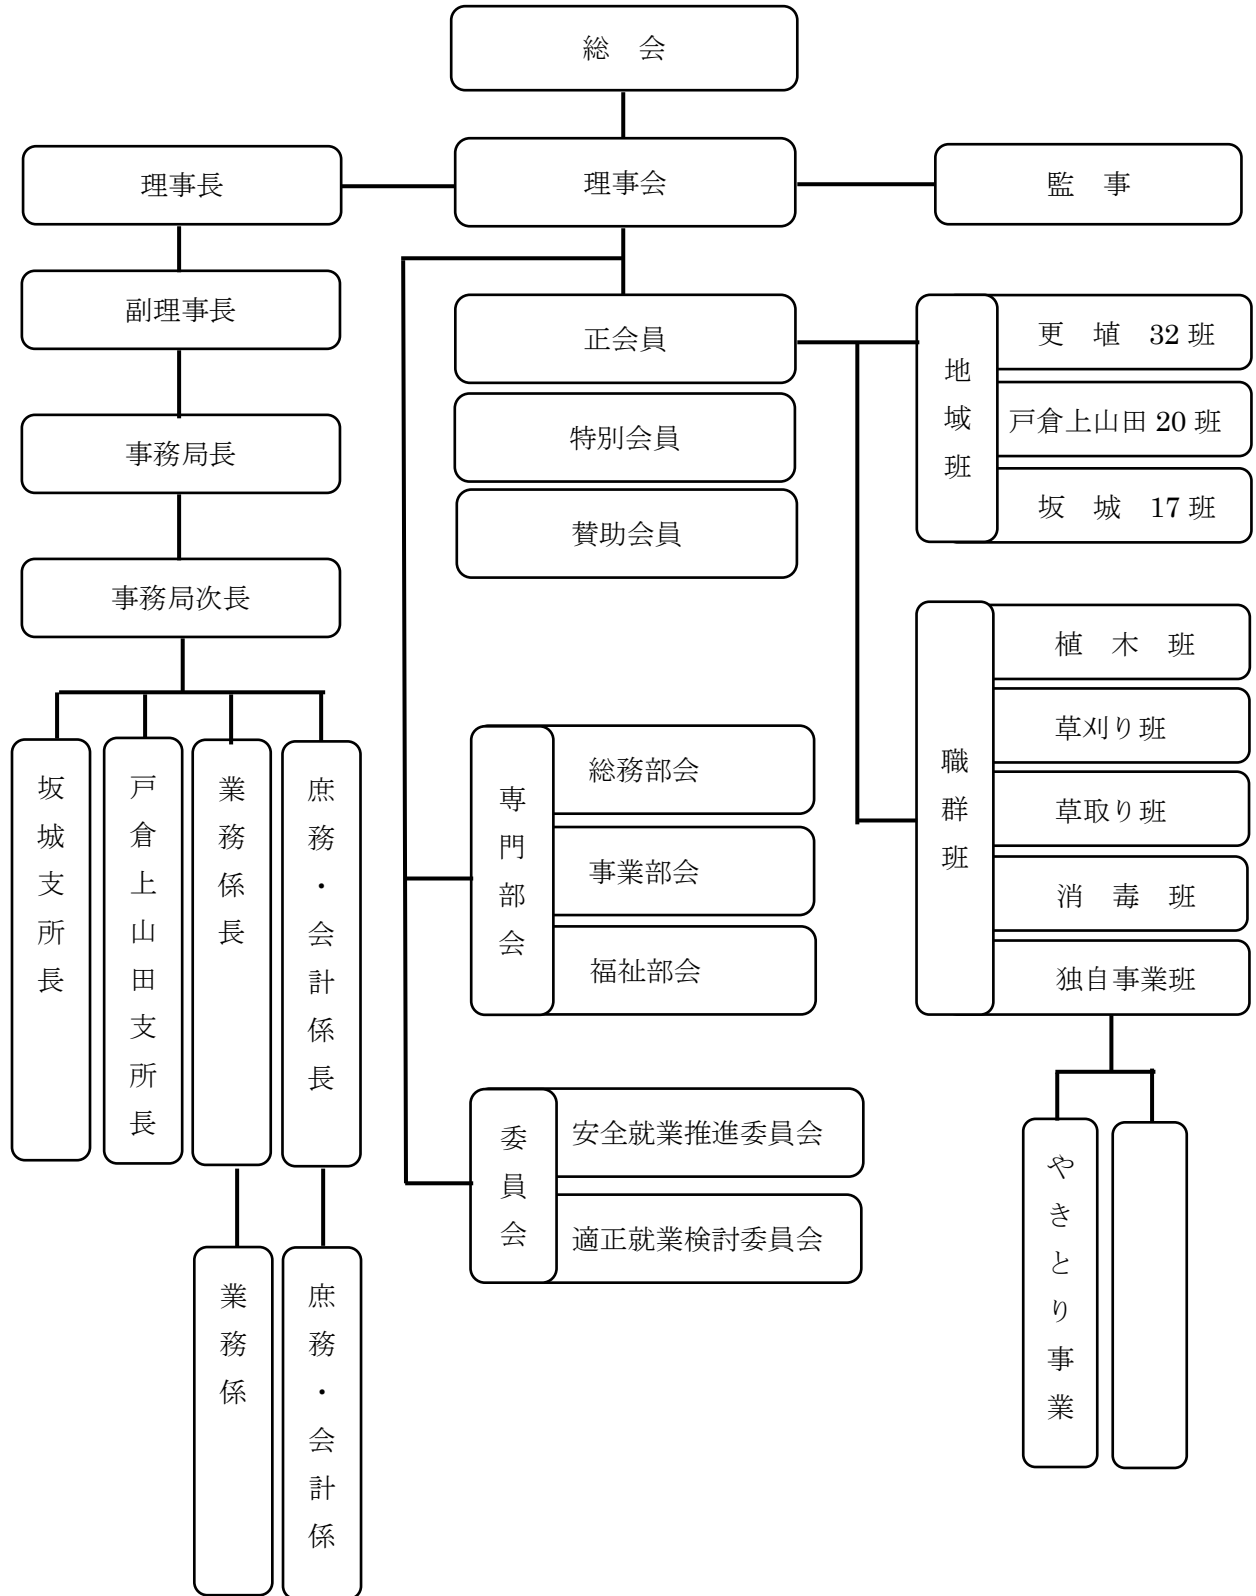 総　会
理事長
理事会
監　事
副理事長
正会員
特別会員
賛助会員
地域班
更　埴　32 班
戸倉上山田 20 班
坂　城　17 班
事務局長
事務局次長
坂城支所長
戸倉上山田支所長
業務係長
庶務・会計係長
業務係
庶務・会計係
専門部会
総務部会
事業部会
福祉部会
委員会
安全就業推進委員会
適正就業検討委員会
職群班
植　木　班
草刈り班
草取り班
消　毒　班
独自事業班
やきとり事業